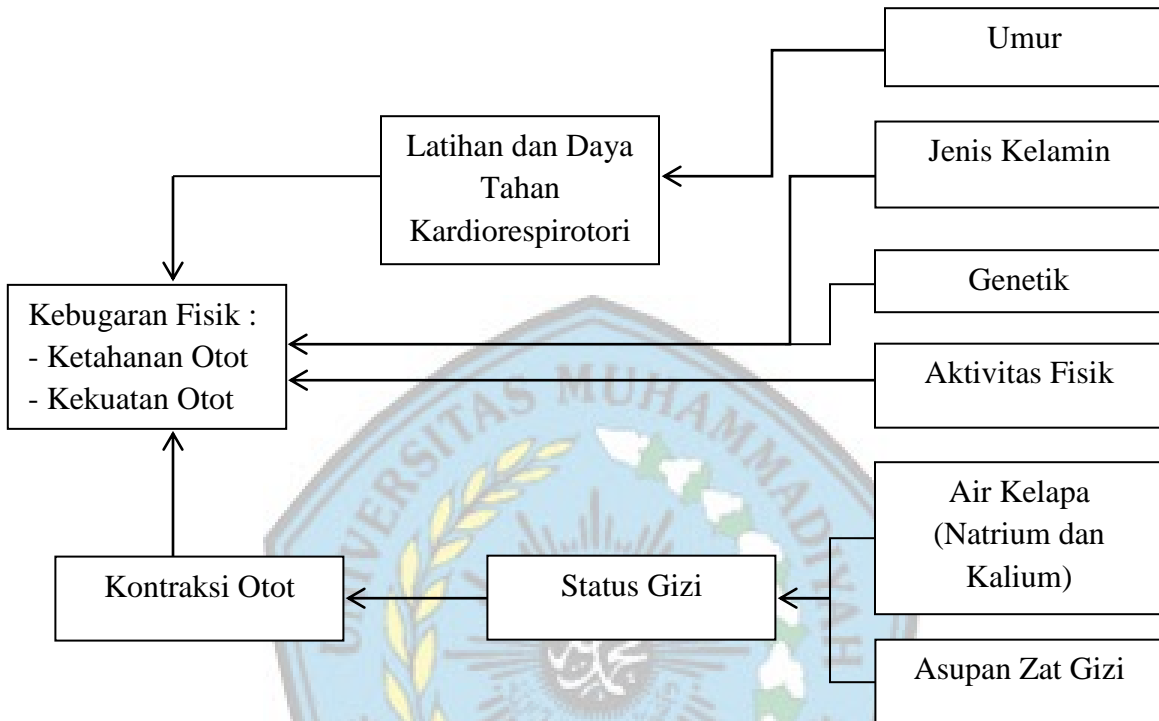 Umur
Latihan dan Daya
Tahan
Kardiorespirotori
Jenis Kelamin
Genetik
Kebugaran Fisik :
- Ketahanan Otot
- Kekuatan Otot
Aktivitas Fisik
UNIVERSITAS MUHAMMADIYAH
Air Kelapa
(Natrium dan
Kalium)
Kontraksi Otot
Status Gizi
Asupan Zat Gizi